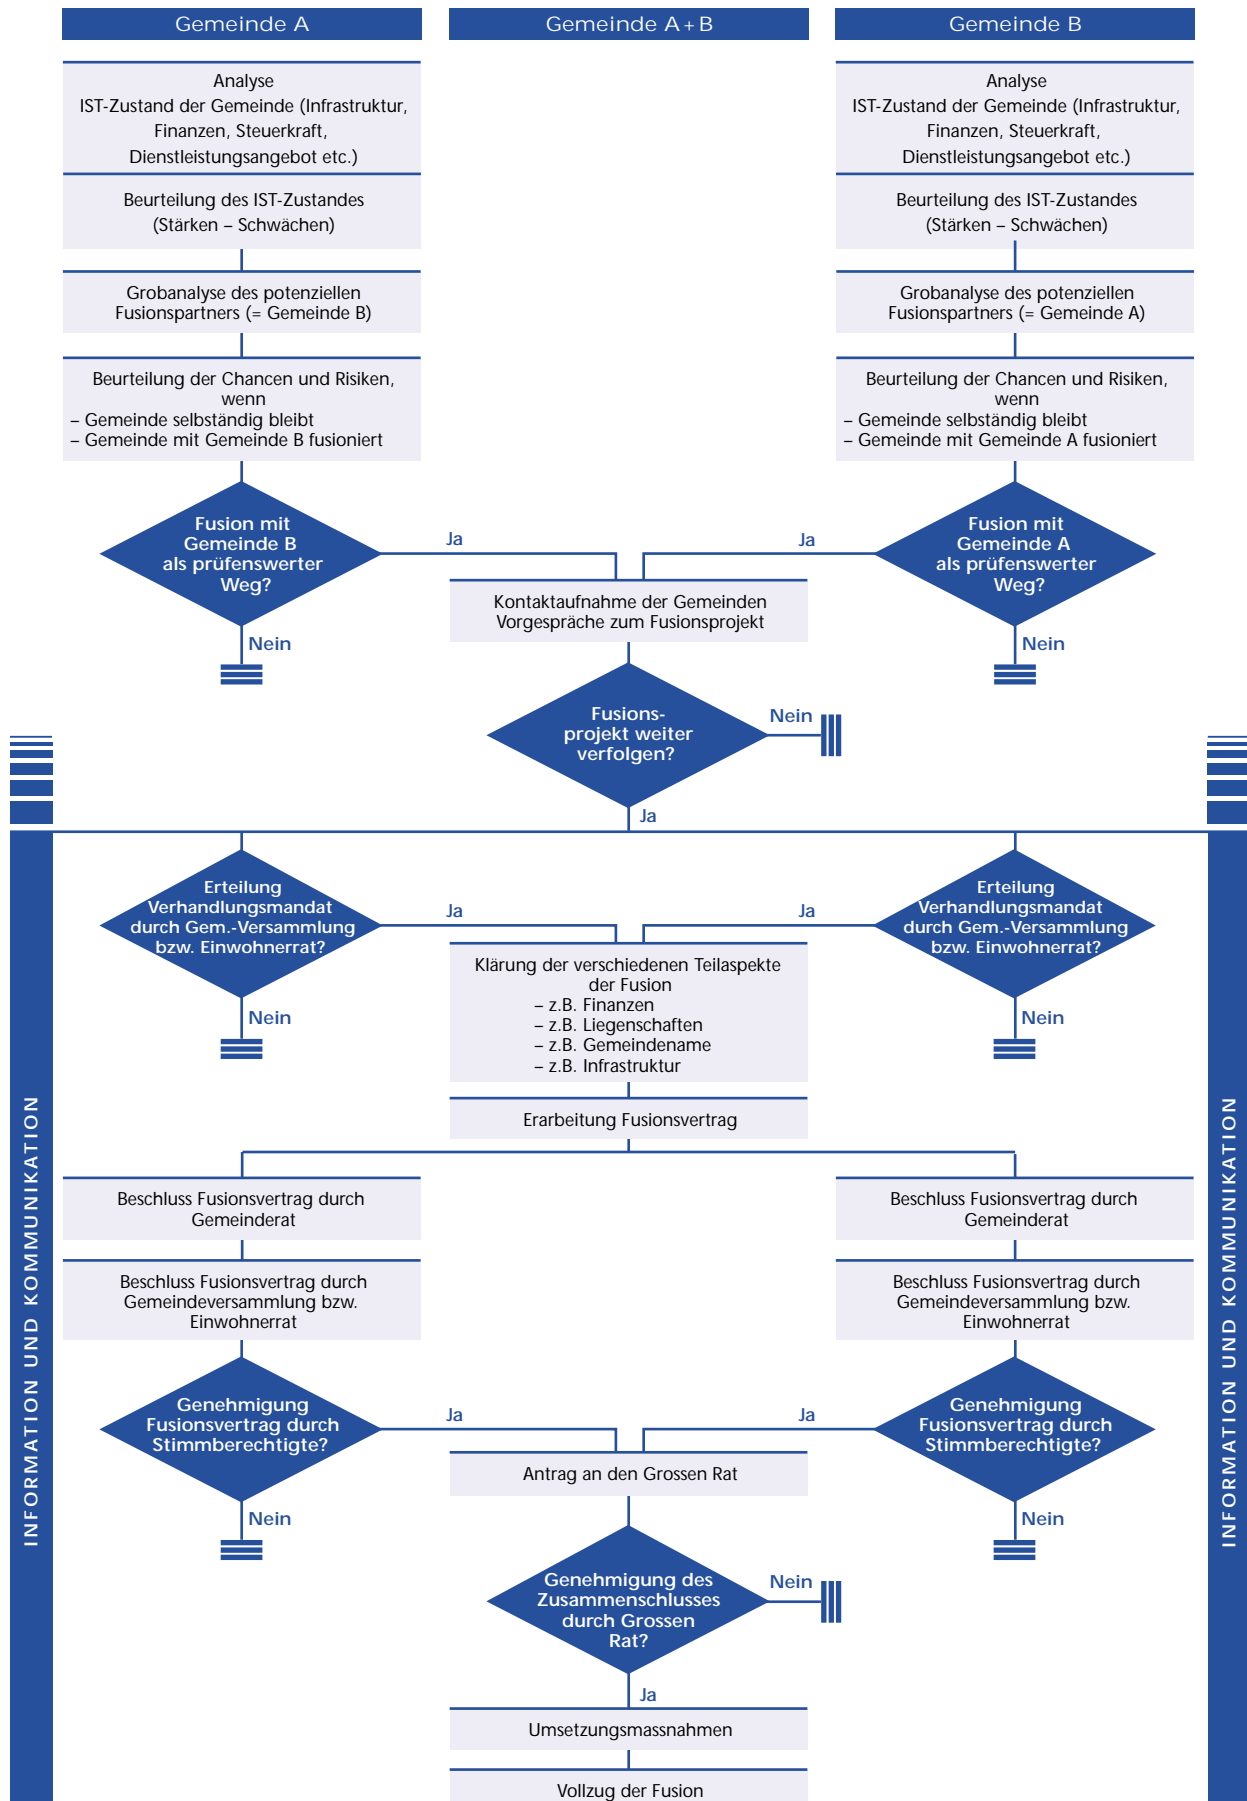 Gemeinde A
Gemeinde A + B
Gemeinde B
Analyse
IST-Zustand der Gemeinde (Infrastruktur,
Finanzen, Steuerkraft,
Dienstleistungsangebot etc.)
Analyse
IST-Zustand der Gemeinde (Infrastruktur,
Finanzen, Steuerkraft,
Dienstleistungsangebot etc.)
Beurteilung des IST-Zustandes
(Stärken – Schwächen)
Beurteilung des IST-Zustandes
(Stärken – Schwächen)
Grobanalyse des potenziellen
Fusionspartners (= Gemeinde B)
Grobanalyse des potenziellen
Fusionspartners (= Gemeinde A)
Beurteilung der Chancen und Risiken,
wenn
– Gemeinde selbständig bleibt
– Gemeinde mit Gemeinde B fusioniert
Beurteilung der Chancen und Risiken,
wenn
– Gemeinde selbständig bleibt
– Gemeinde mit Gemeinde A fusioniert
Fusion mit
Gemeinde B
als prüfenswerter
Weg?
Ja
Nein
Fusion mit
Gemeinde A
als prüfenswerter
Weg?
Ja
Nein
Kontaktaufnahme der Gemeinden
Vorgespräche zum Fusionsprojekt
Fusions-
projekt weiter
verfolgen?
Nein
Ja
Erteilung
Verhandlungsmandat
durch Gem.-Versammlung
bzw. Einwohnerrat?
Ja
Nein
Erteilung
Verhandlungsmandat
durch Gem.-Versammlung
bzw. Einwohnerrat?
Ja
Nein
Klärung der verschiedenen Teilaspekte
der Fusion
– z.B. Finanzen
– z.B. Liegenschaften
– z.B. Gemeindename
– z.B. Infrastruktur
Erarbeitung Fusionsvertrag
Beschluss Fusionsvertrag durch
Gemeinderat
Beschluss Fusionsvertrag durch
Gemeinderat
Beschluss Fusionsvertrag durch
Gemeindeversammlung bzw.
Einwohnerrat
Beschluss Fusionsvertrag durch
Gemeindeversammlung bzw.
Einwohnerrat
Genehmigung
Fusionsvertrag durch
Stimmberechtigte?
Ja
Nein
Genehmigung
Fusionsvertrag durch
Stimmberechtigte?
Ja
Nein
Antrag an den Grossen Rat
Genehmigung des
Zusammenschlusses
durch Grossen
Rat?
Nein
Ja
Umsetzungsmassnahmen
Vollzug der Fusion
INFORMATION UND KOMMUNIKATION
INFORMATION UND KOMMUNIKATION